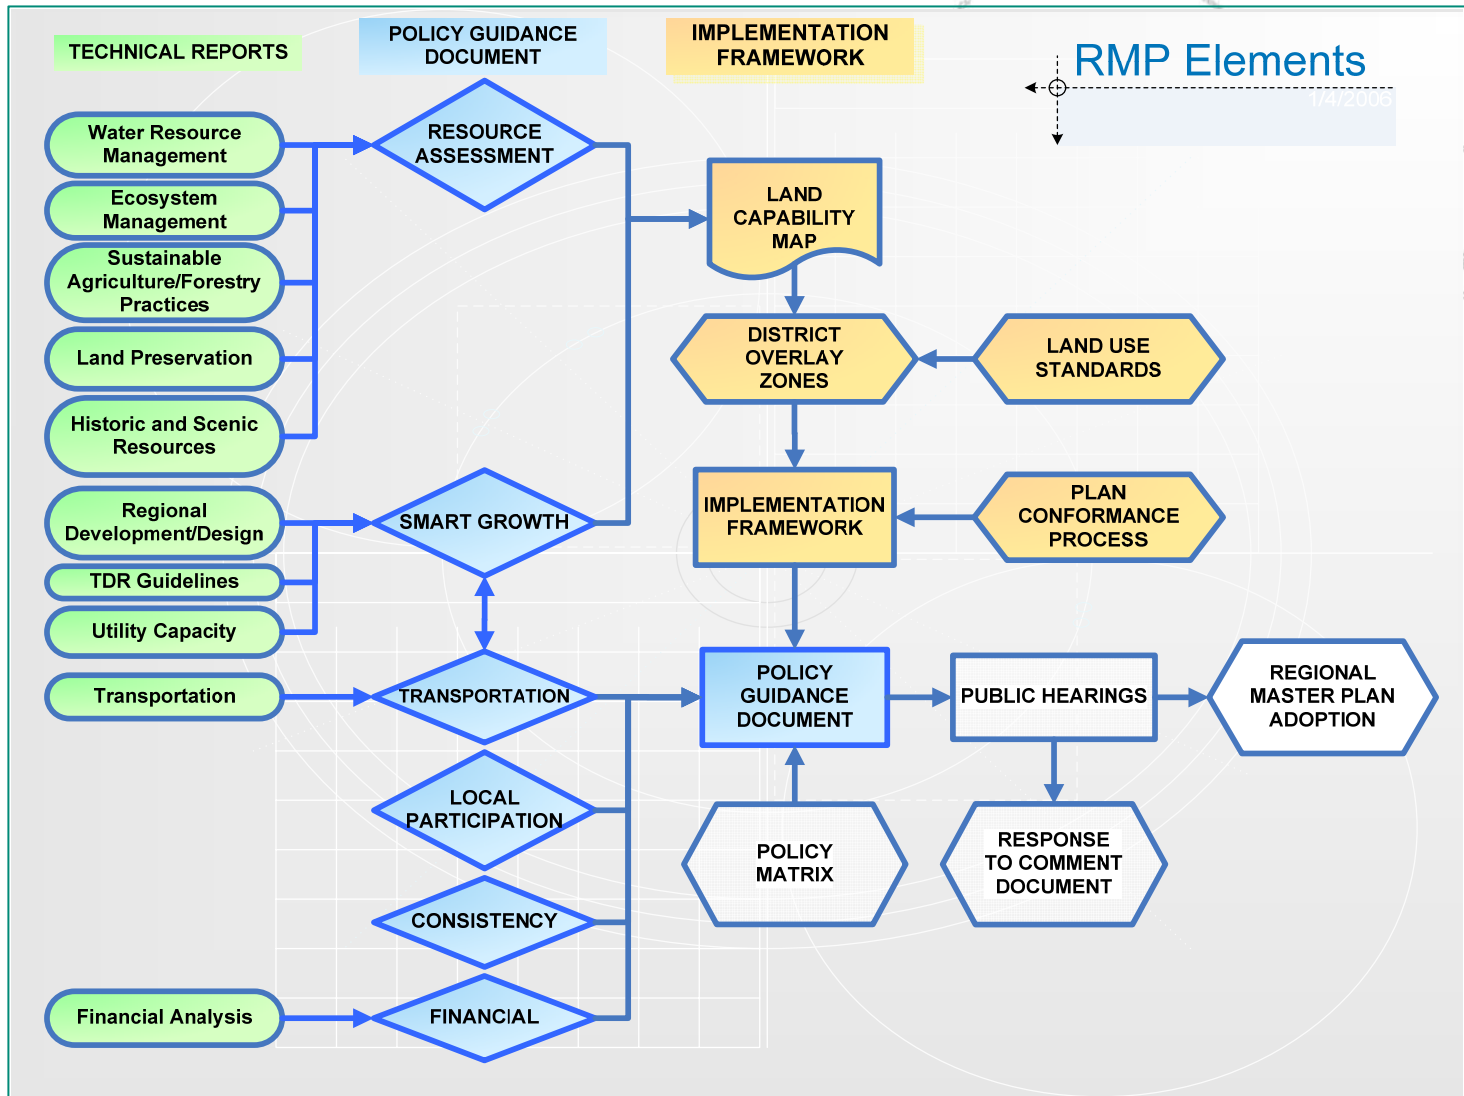 TECHNICAL REPORTS
POLICY GUIDANCE
DOCUMENT
IMPLEMENTATION
FRAMEWORK
RMP Elements
1/4/2006
Water Resource
Management
Ecosystem
Management
Sustainable
Agriculture/Forestry
Practices
Land Preservation
Historic and Scenic
Resources
Regional
Development/Design
TDR Guidelines
Utility Capacity
Transportation
Financial Analysis
RESOURCE
ASSESSMENT
SMART GROWTH
TRANSPORTATION
LOCAL
PARTICIPATION
CONSISTENCY
FINANCIAL
LAND
CAPABILITY
MAP
DISTRICT
OVERLAY
ZONES
LAND USE
STANDARDS
IMPLEMENTATION
FRAMEWORK
PLAN
CONFORMANCE
PROCESS
POLICY
GUIDANCE
DOCUMENT
PUBLIC HEARINGS
REGIONAL
MASTER PLAN
ADOPTION
POLICY
MATRIX
RESPONSE
TO COMMENT
DOCUMENT